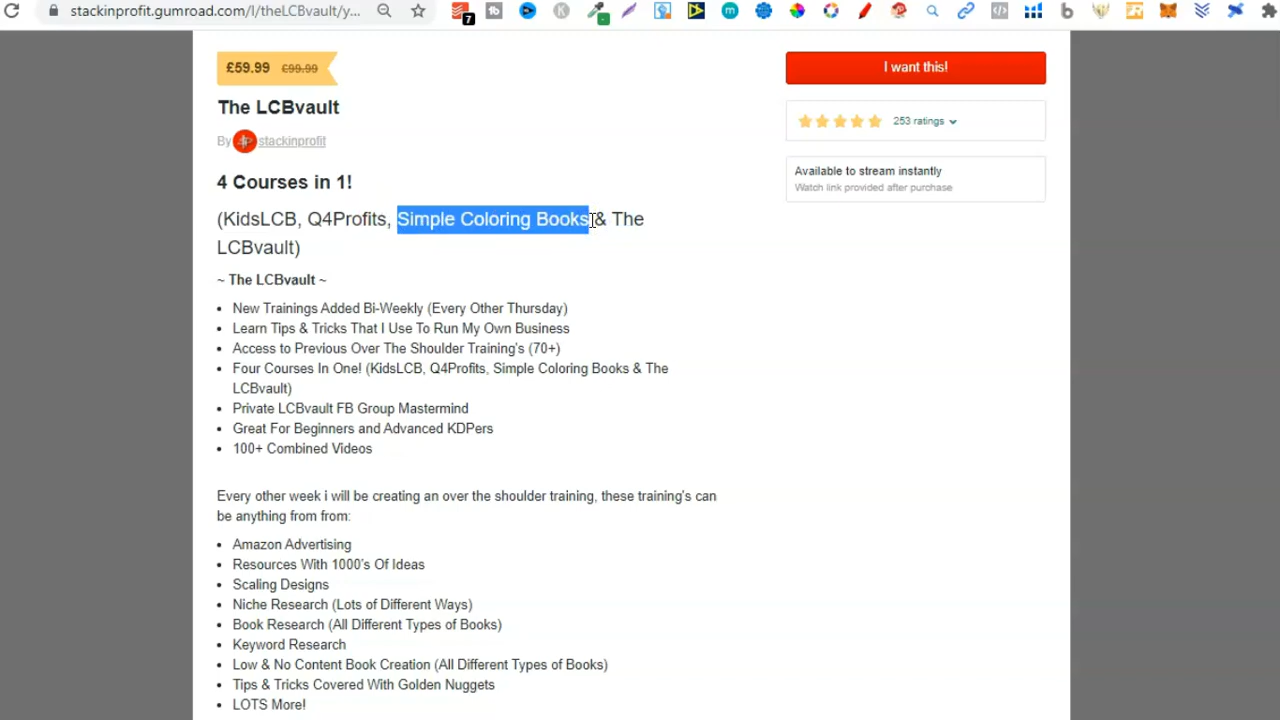 stackinprofit.gumroad.com/l/theLCBvault/y...
7
£59.99 £99.99
I want this!
The LCBvault
253 ratings
By stackinprofit
Available to stream instantly
Watch link provided after purchase
4 Courses in 1!
(KidsLCB, Q4Profits, Simple Coloring Books & The
LCBvault)
~ The LCBvault ~
New Trainings Added Bi-Weekly (Every Other Thursday)
Learn Tips & Tricks That I Use To Run My Own Business
Access to Previous Over The Shoulder Training's (70+)
Four Courses In One! (KidsLCB, Q4Profits, Simple Coloring Books & The
LCBvault)
Private LCBvault FB Group Mastermind
Great For Beginners and Advanced KDPers
100+ Combined Videos
Every other week i will be creating an over the shoulder training, these training's can
be anything from from:
Amazon Advertising
Resources With 1000's Of Ideas
Scaling Designs
Niche Research (Lots of Different Ways)
Book Research (All Different Types of Books)
Keyword Research
Low & No Content Book Creation (All Different Types of Books)
Tips & Tricks Covered With Golden Nuggets
LOTS More!